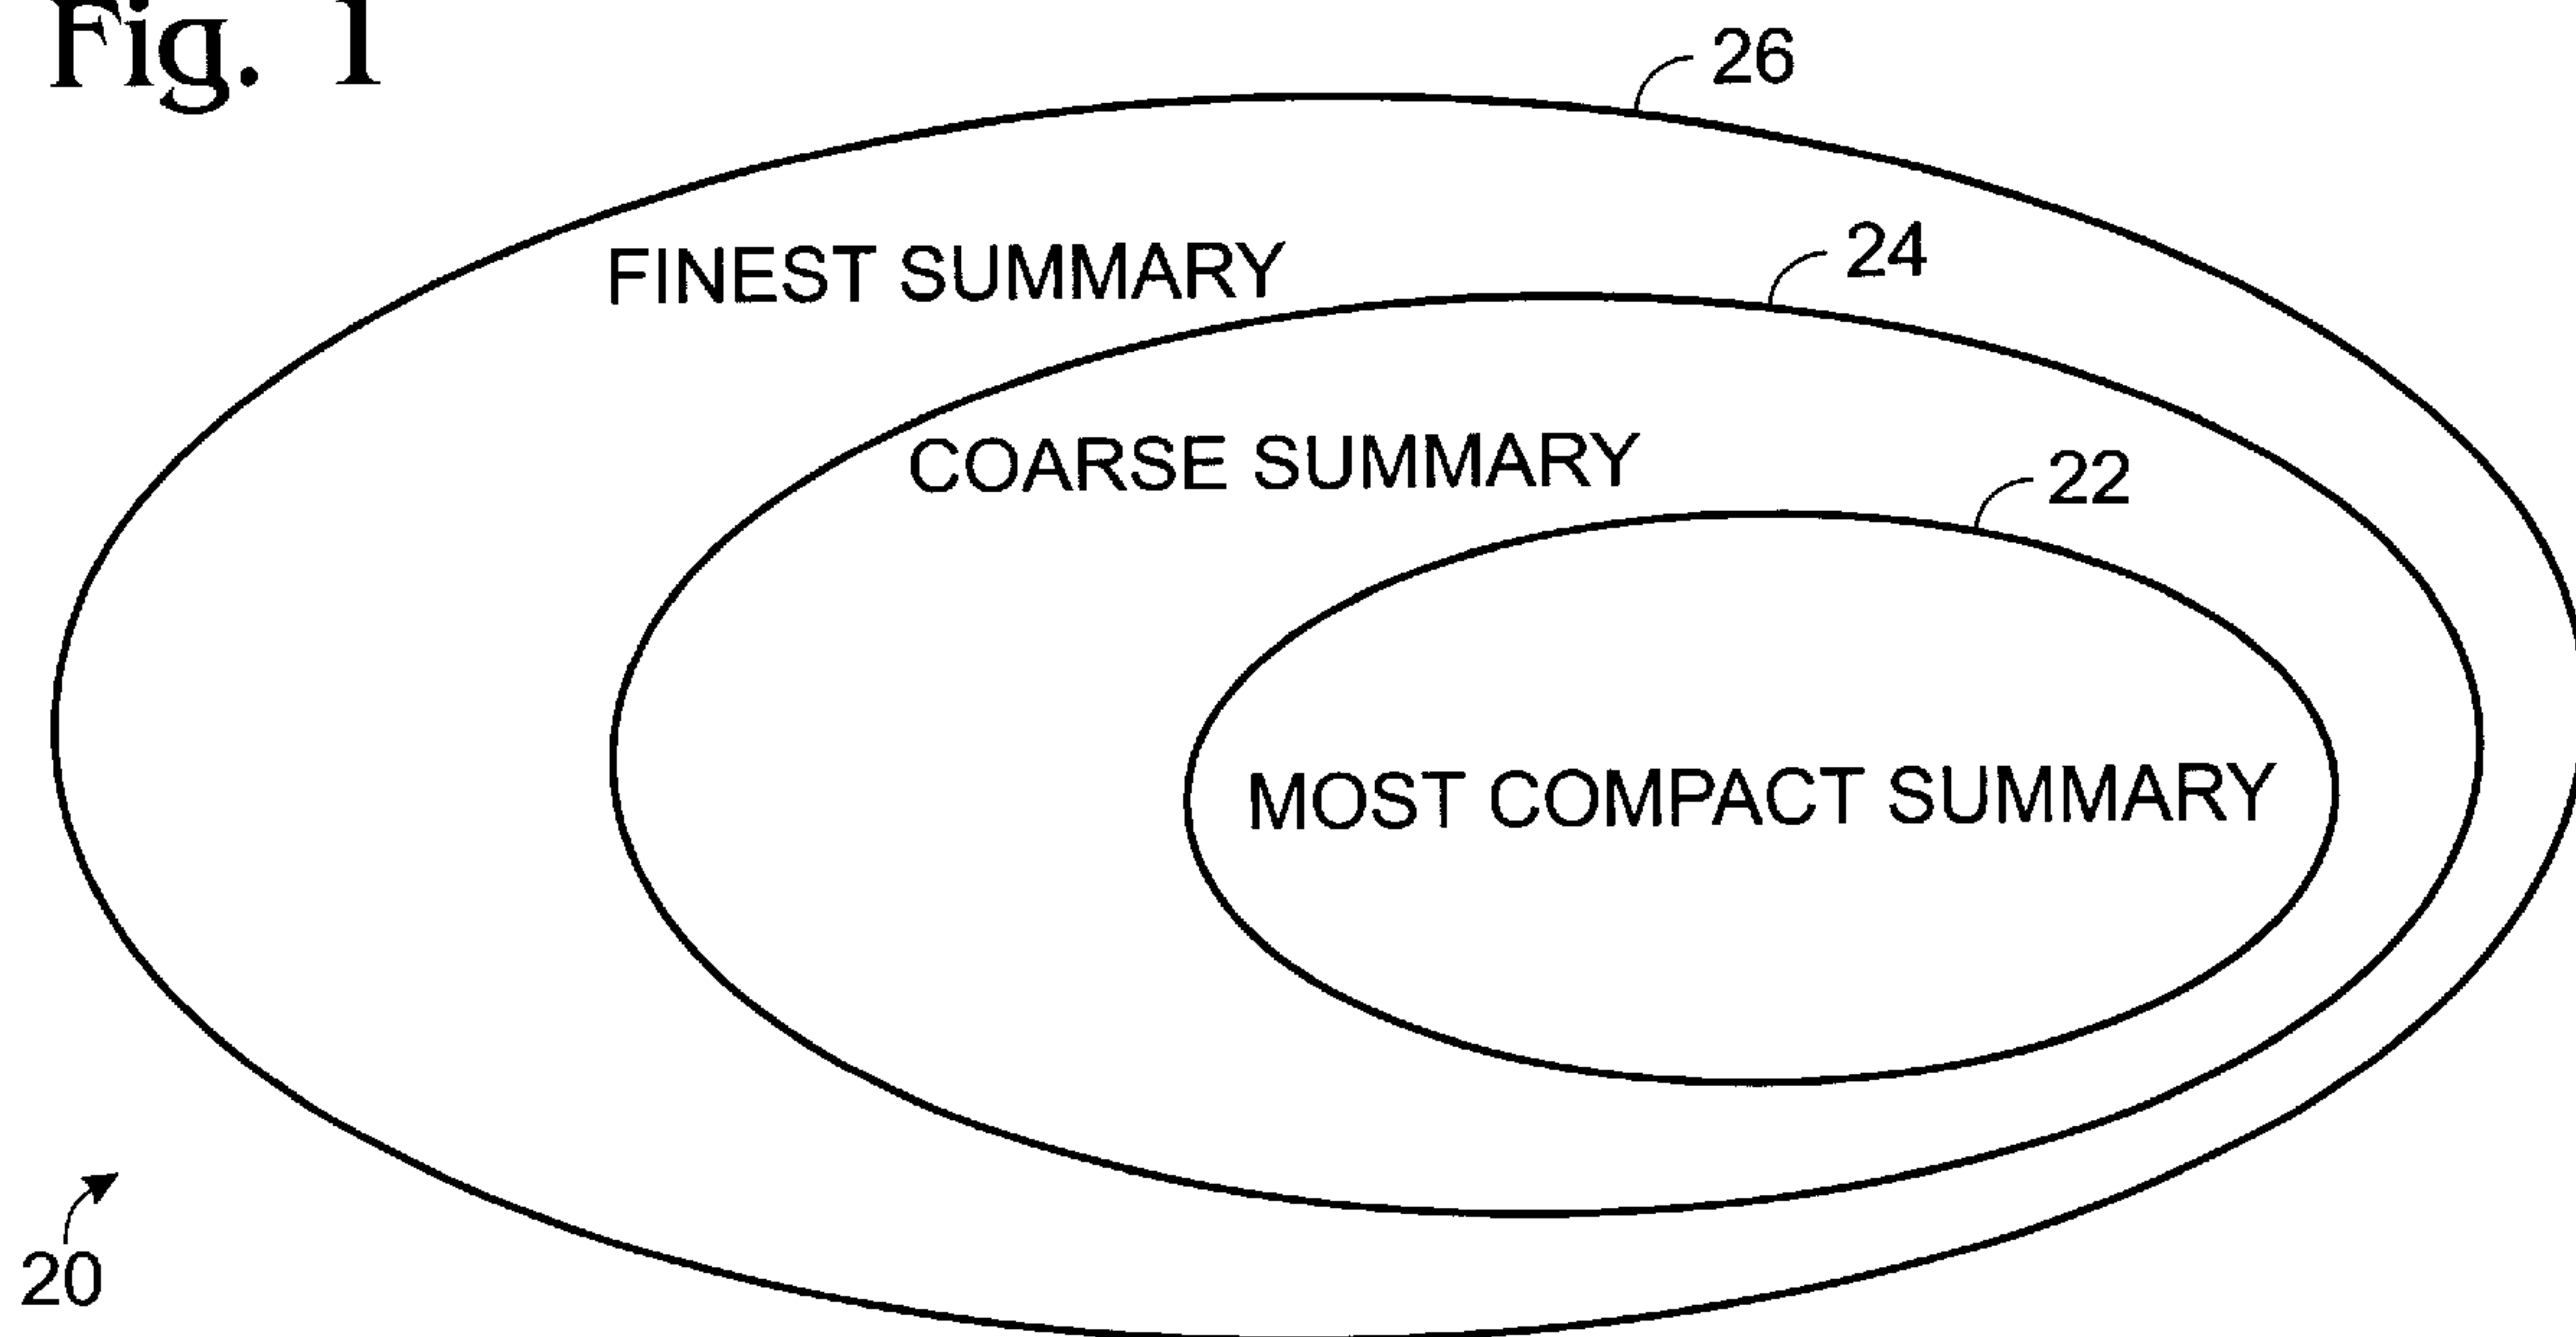 Fig. 1
26
FINEST SUMMARY
24
COARSE SUMMARY
22
MOST COMPACT SUMMARY
20